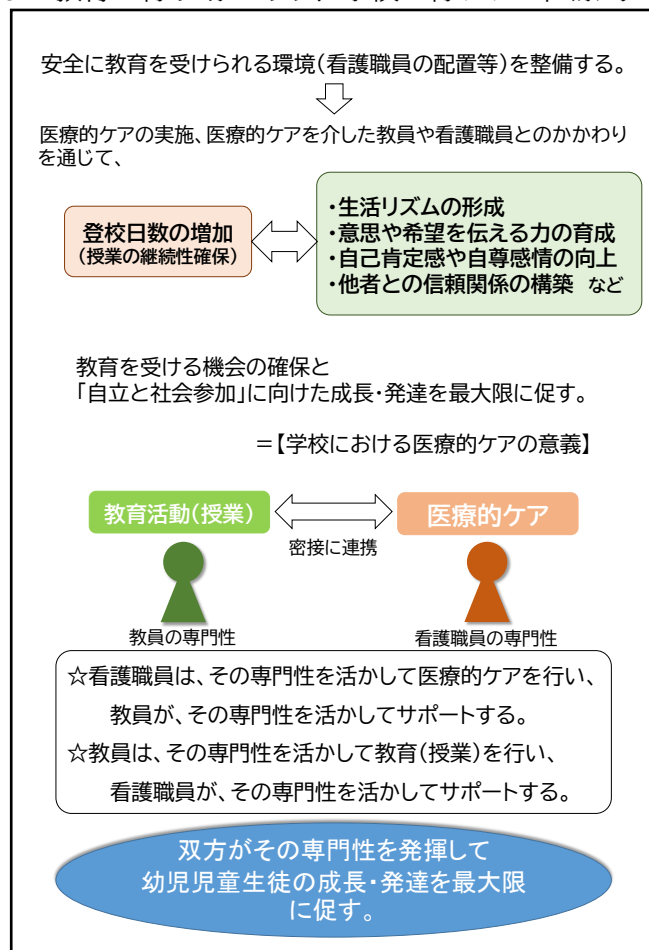 安全に教育を受けられる環境(看護職員の配置等)を整備する。
医療的ケアの実施、医療的ケアを介した教員や看護職員とのかかわり
を通じて、
登校日数の増加
(授業の継続性確保)
・生活リズムの形成
・意思や希望を伝える力の育成
・自己肯定感や自尊感情の向上
・他者との信頼関係の構築 など
教育を受ける機会の確保と
「自立と社会参加」に向けた成長・発達を最大限に促す。
＝【学校における医療的ケアの意義】
教育活動(授業)
医療的ケア
密接に連携
教員の専門性
看護職員の専門性
☆看護職員は、その専門性を活かして医療的ケアを行い、
教員が、その専門性を活かしてサポートする。
☆教員は、その専門性を活かして教育(授業)を行い、
看護職員が、その専門性を活かしてサポートする。
双方がその専門性を発揮して
幼児児童生徒の成長・発達を最大限
に促す。